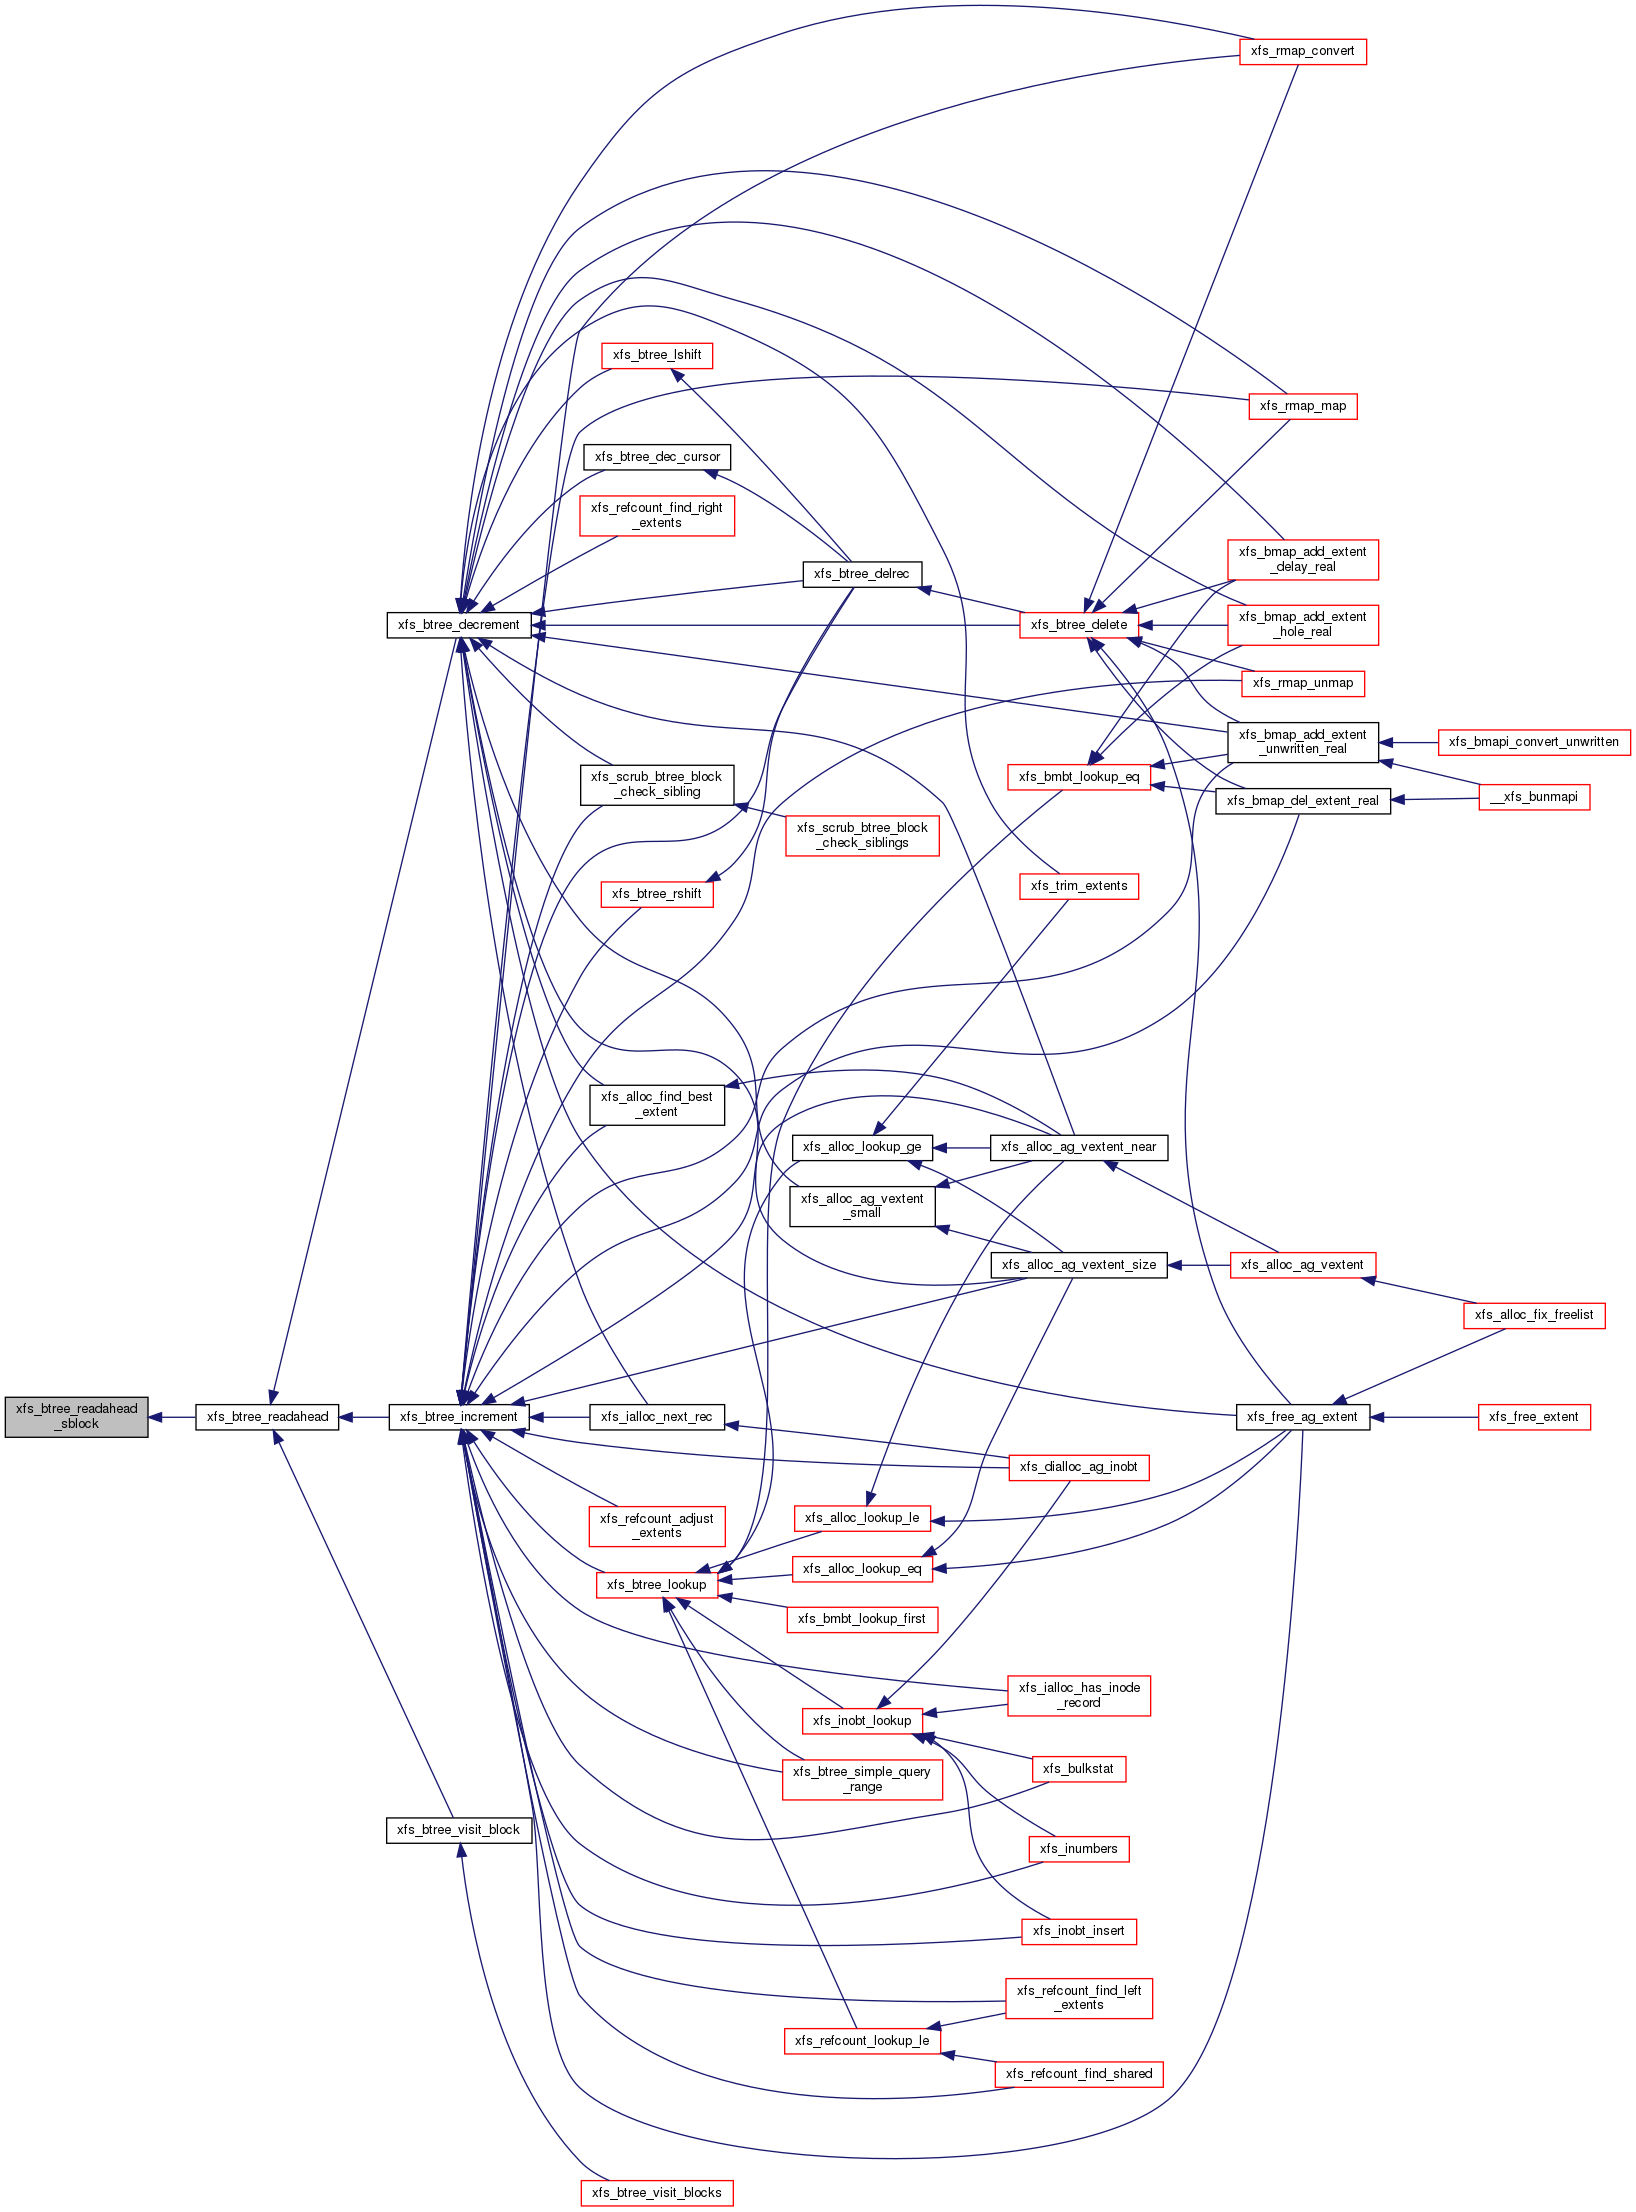 xfs_rmap_convert
xfs_btree_lshift
xfs_rmap_map
xfs_btree_dec_cursor
xfs_refcount_find_right
_extents
xfs_bmap_add_extent
_delay_real
xfs_btree_delrec
xfs_btree_decrement
xfs_btree_delete
xfs_bmap_add_extent
_hole_real
xfs_rmap_unmap
xfs_bmap_add_extent
_unwritten_real
xfs_bmapi_convert_unwritten
xfs_scrub_btree_block
_check_sibling
xfs_bmbt_lookup_eq
xfs_bmap_del_extent_real
__xfs_bunmapi
xfs_scrub_btree_block
_check_siblings
xfs_btree_rshift
xfs_trim_extents
xfs_alloc_find_best
_extent
xfs_alloc_lookup_ge
xfs_alloc_ag_vextent_near
xfs_alloc_ag_vextent
_small
xfs_alloc_ag_vextent_size
xfs_alloc_ag_vextent
xfs_alloc_fix_freelist
xfs_btree_readahead
_sblock
xfs_btree_readahead
xfs_btree_increment
xfs_ialloc_next_rec
xfs_free_ag_extent
xfs_free_extent
xfs_dialloc_ag_inobt
xfs_refcount_adjust
_extents
xfs_alloc_lookup_le
xfs_alloc_lookup_eq
xfs_btree_lookup
xfs_bmbt_lookup_first
xfs_ialloc_has_inode
_record
xfs_inobt_lookup
xfs_btree_simple_query
_range
xfs_bulkstat
xfs_btree_visit_block
xfs_inumbers
xfs_inobt_insert
xfs_refcount_find_left
_extents
xfs_refcount_lookup_le
xfs_refcount_find_shared
xfs_btree_visit_blocks